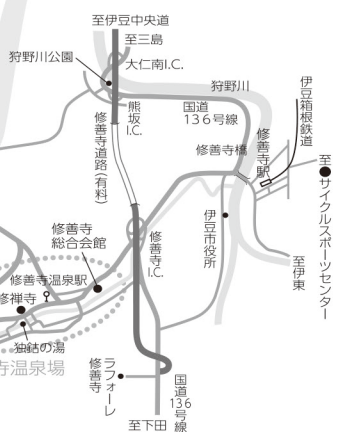 至伊豆中央道
至三島
狩野川公園
大仁南I.C.
狩野川
熊坂I.C.
国道136号線
伊豆箱根鉄道
修善寺道路(有料)
修善寺駅
修善寺橋
至●サイクルスポーツセンター
修善寺総合会館
修善寺I.C.
伊豆市役所
修善寺温泉駅
至伊東
修禅寺
独鈷の湯
寺温泉場
ラフォーレ修善寺
国道136号線
至下田